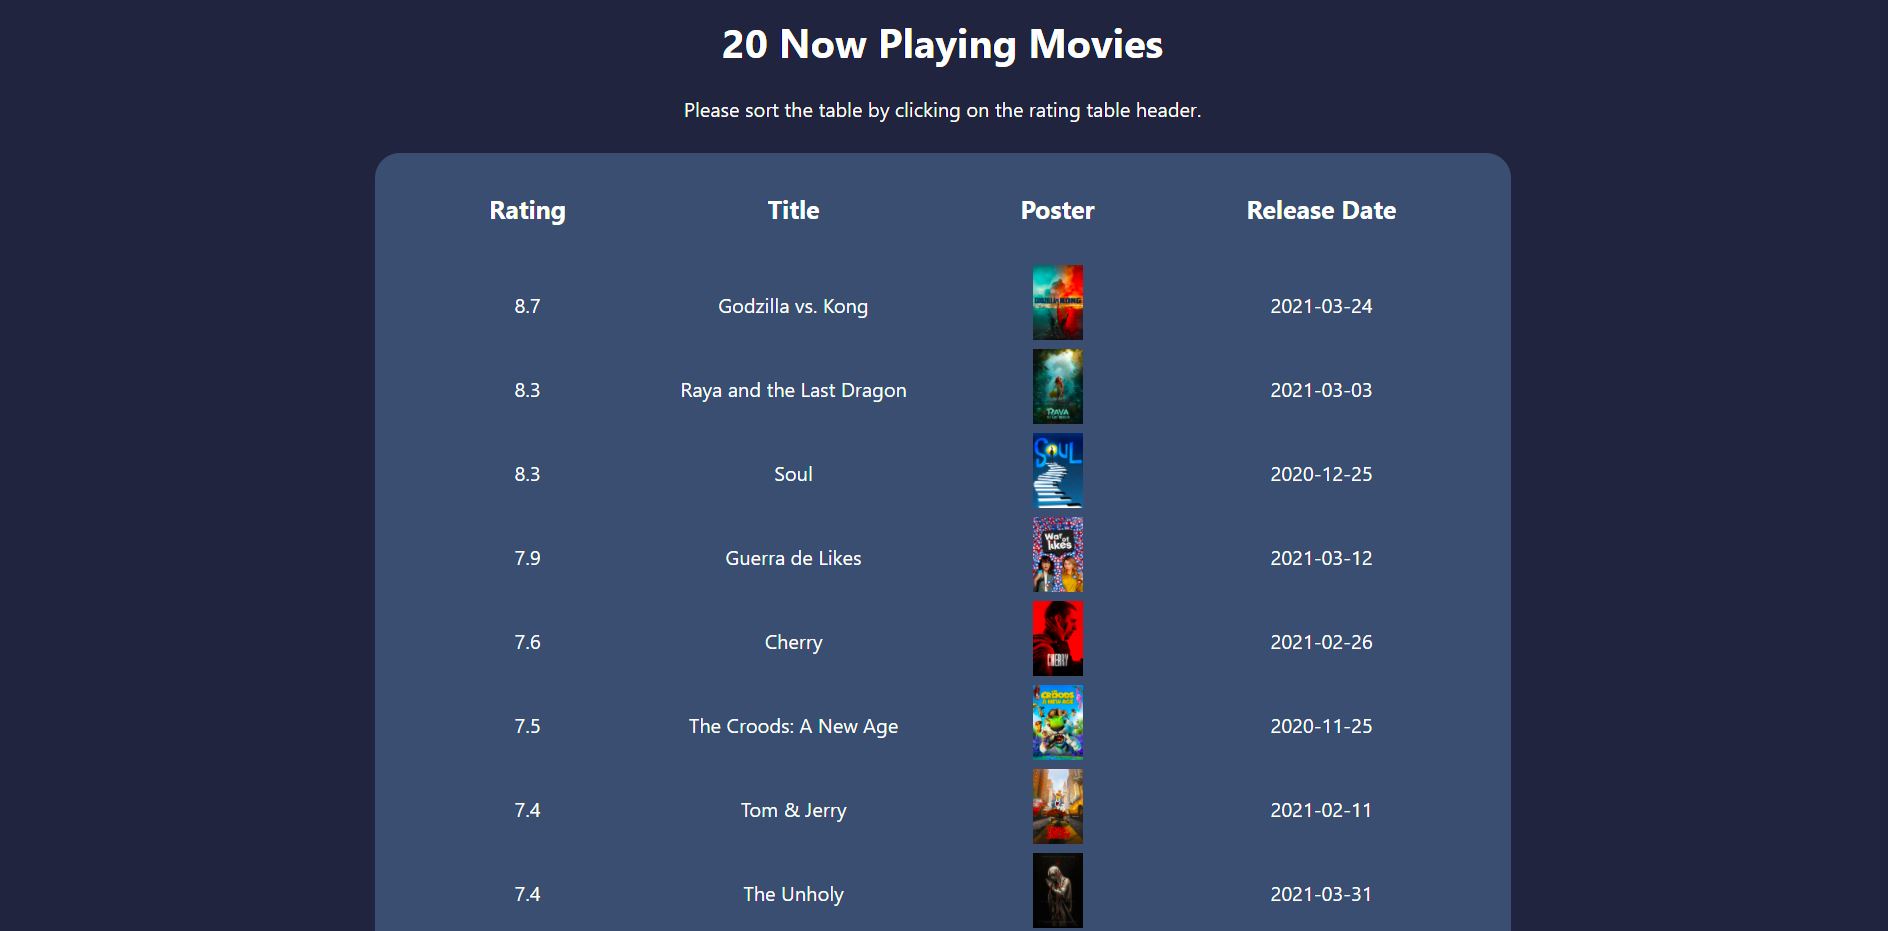 20 Now Playing Movies
Please sort the table by clicking on the rating table header.
Rating Title Poster Release Date
8.7 Godzilla vs. Kong 2021-03-24
8.3 Raya and the Last Dragon 2021-03-03
RAYA
8.3 Soul 2020-12-25
SOUL
7.9 Guerra de Likes 2021-03-12
War of likes
7.6 Cherry 2021-02-26
CHERRY
7.5 The Croods: A New Age 2020-11-25
CROODS
A NEW AGE
7.4 Tom & Jerry 2021-02-11
7.4 The Unholy 2021-03-31